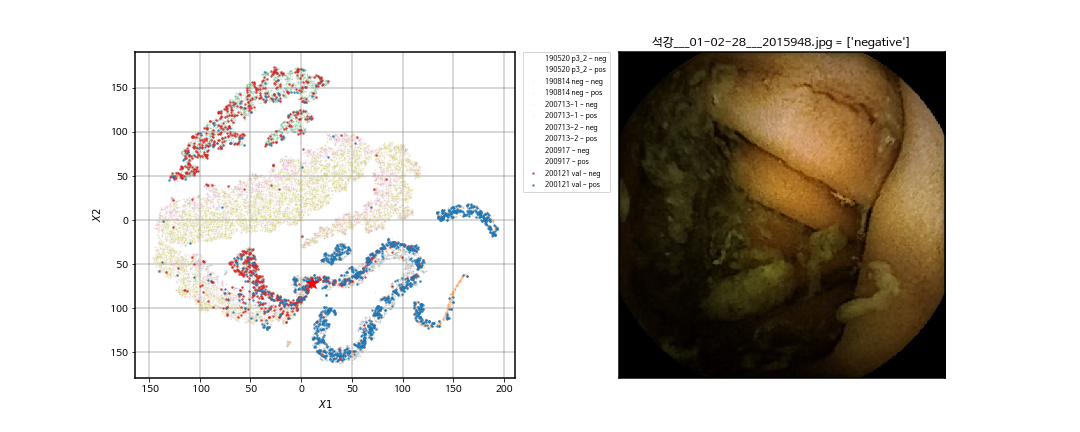 석강___01-02-28___2015948.jpg = ['negative']
190520 p3_2 - neg
190520 p3_2 - pos
190814 neg - neg
190814 neg - pos
200713-1 - neg
200713-1 - pos
200713-2 - neg
200713-2 - pos
200917 - neg
200917 - pos
200121 val - neg
200121 val - pos
X2
150
100
50
0
50
100
150
150
100
50
0
50
100
150
200
X1